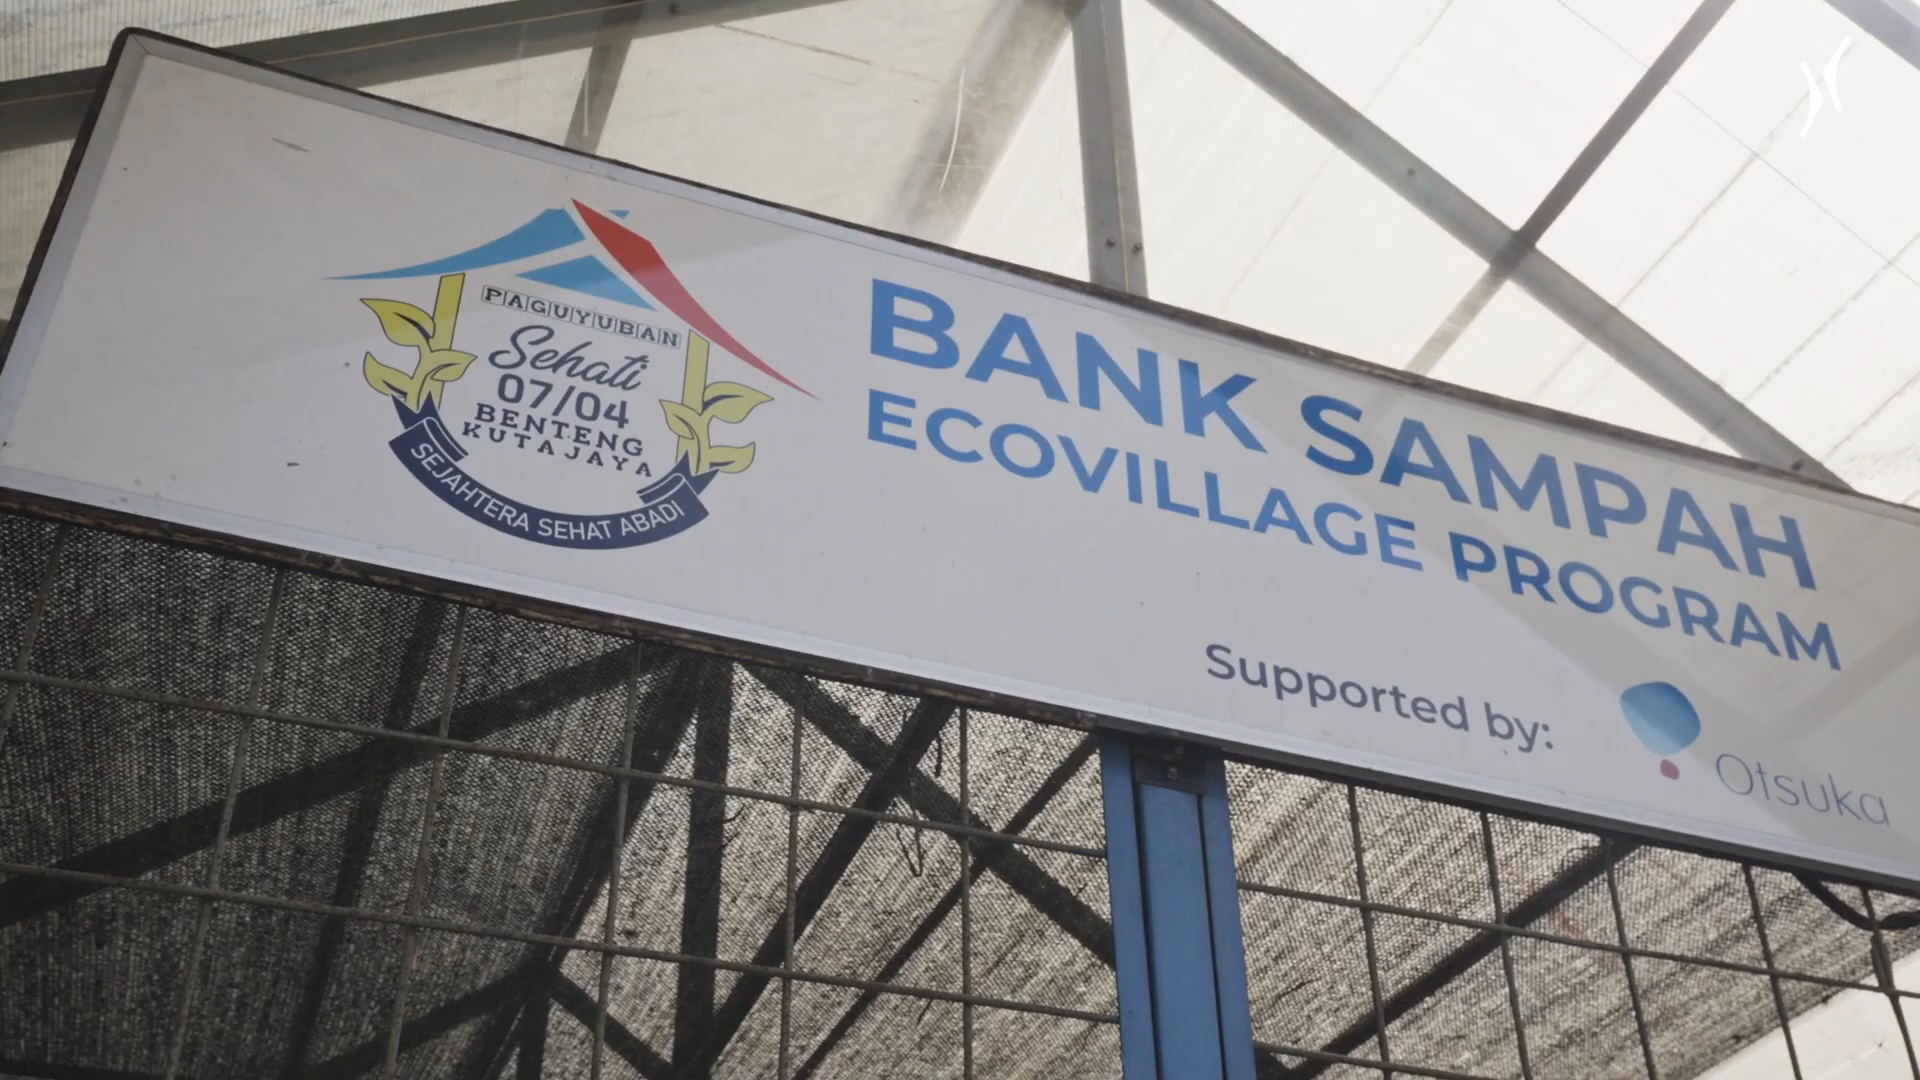 PAGUYUBAN
Sehati
07/04
BENTENG
KUTAJAYA
SEJAHTERA SEHAT ABADI
BANK SAMPAH
ECOVILLAGE PROGRAM
Supported by:
Otsuka